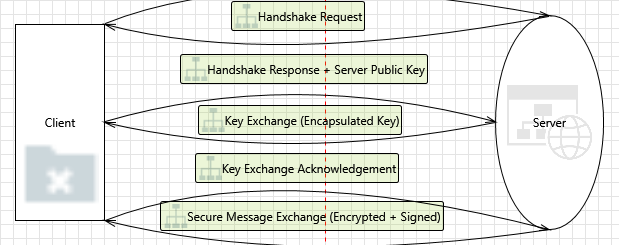 Handshake Request
Handshake Response + Server Public Key
Client
Key Exchange (Encapsulated Key)
Server
Key Exchange Acknowledgement
Secure Message Exchange (Encrypted + Signed)